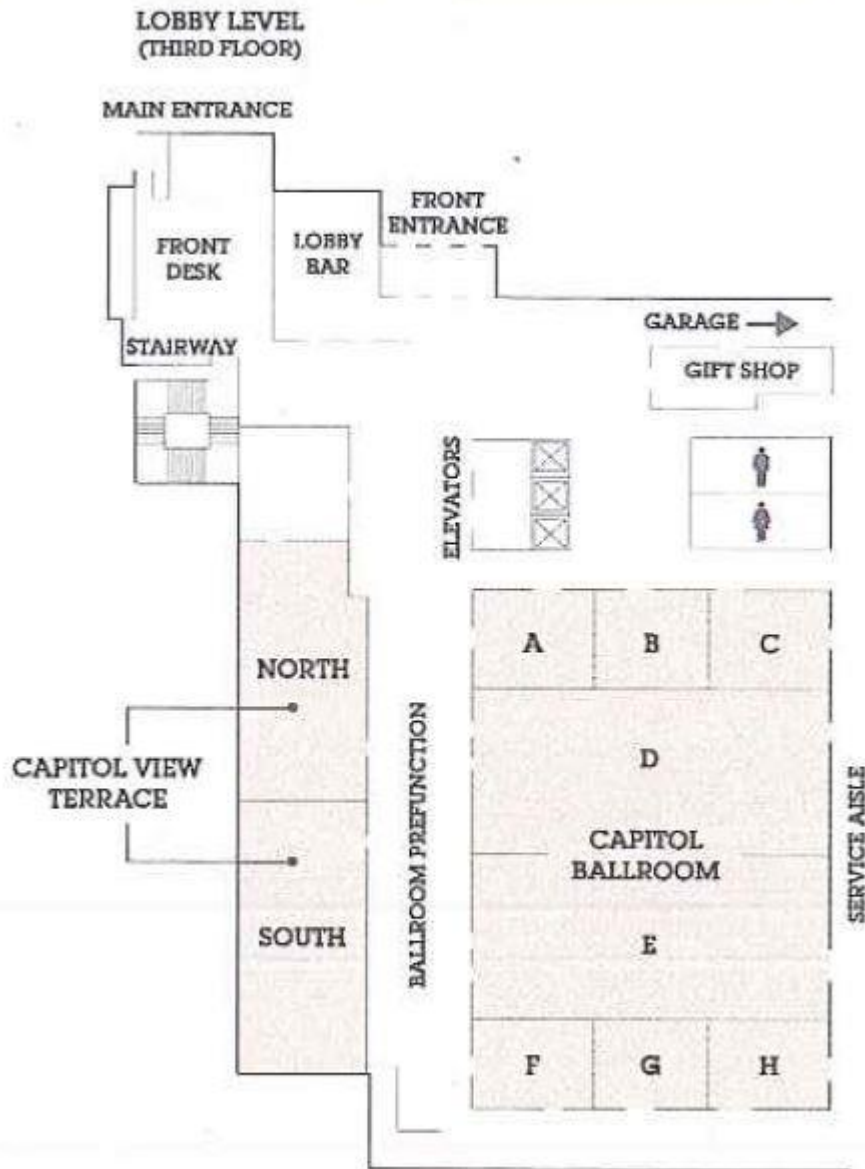 LOBBY LEVEL
(THIRD FLOOR)
MAIN ENTRANCE
FRONT
ENTRANCE
FRONT
DESK
LOBBY
BAR
GARAGE
STAIRWAY
GIFT SHOP
ELEVATORS
A
B
C
NORTH
D
CAPITOL VIEW
TERRACE
BALLROOM PREFUNCTION
CAPITOL
BALLROOM
SERVICE AISLE
SOUTH
E
F
G
H